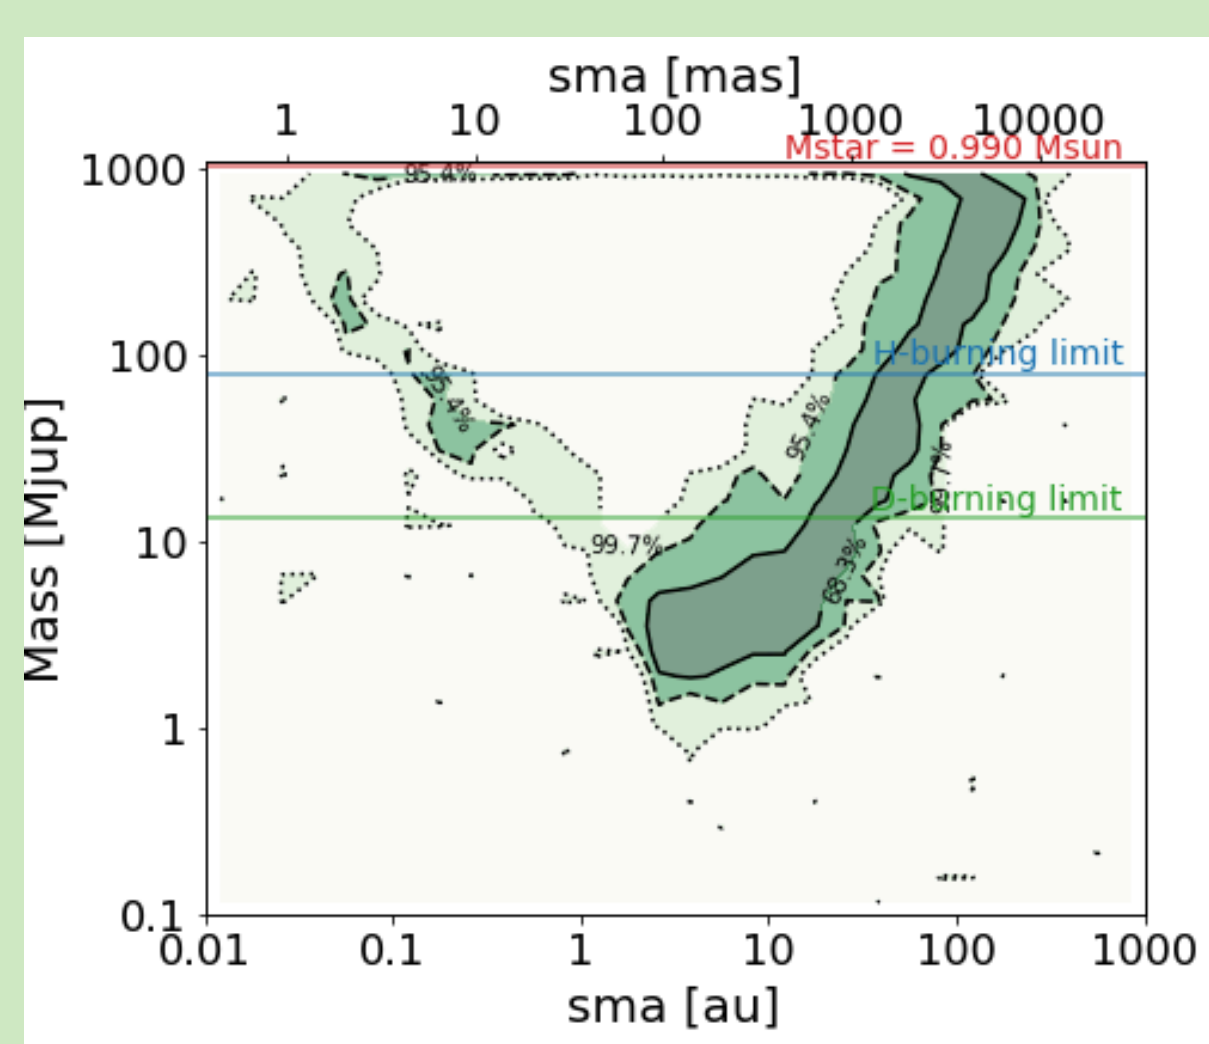 sma [mas]
1 10 100 1000 10000
Mstar = 0.990 Msun
1000
95.4%
100
H-burning limit
95.4%
95.4%
99.7%
D-burning limit
10
99.7%
68.3%
Mass [Mjup]
1
0.1
0.01 0.1 1 10 100 1000
sma [au]